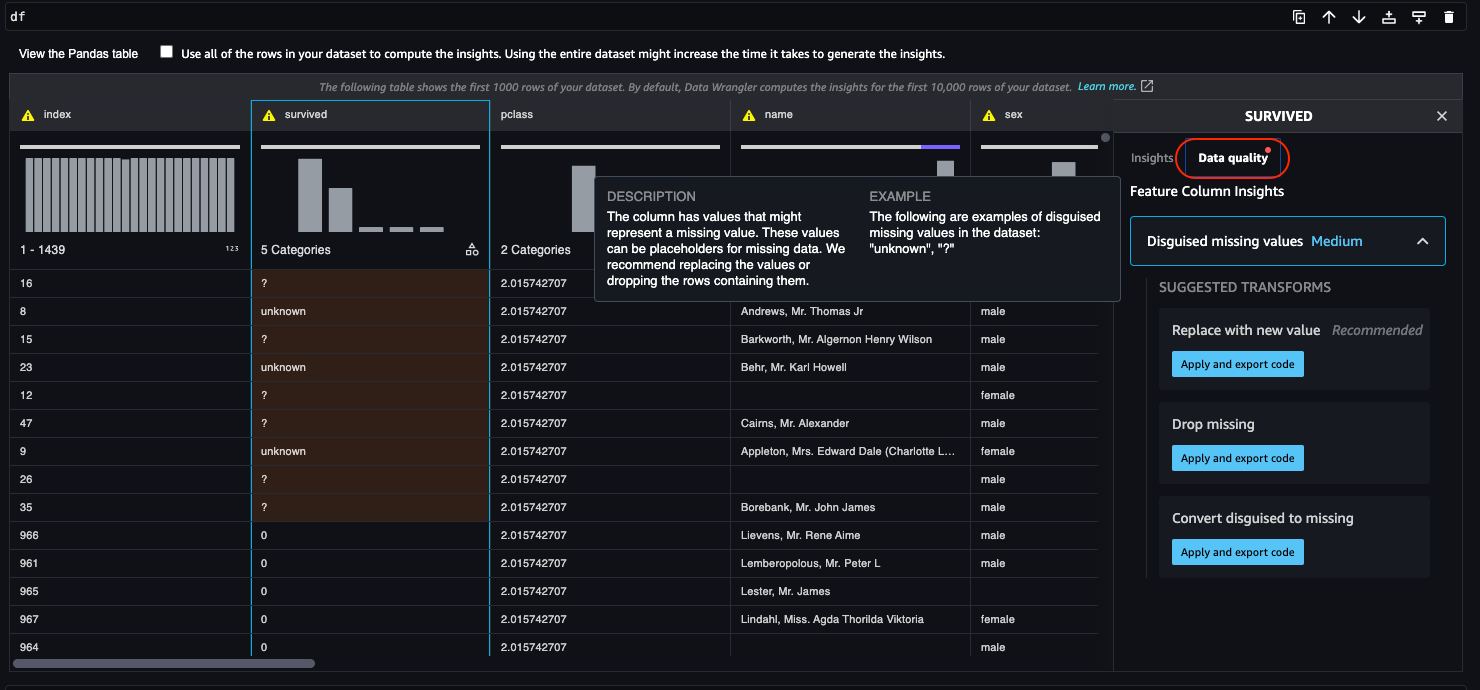 df
View the Pandas table Use all of the rows in your dataset to compute the insights. Using the entire dataset might increase the time it takes to generate the insights.
The following table shows the first 1000 rows of your dataset. By default, Data Wrangler computes the insights for the first 10,000 rows of your dataset. Learn more.
index survived pclass name sex
1 - 1439 123 5 Categories 2 Categories
16 ? 2.015742707
8 unknown 2.015742707 Andrews, Mr. Thomas Jr male
15 ? 2.015742707 Barkworth, Mr. Algernon Henry Wilson male
23 unknown 2.015742707 Behr, Mr. Karl Howell male
12 ? 2.015742707 female
47 ? 2.015742707 Cairns, Mr. Alexander male
9 unknown 2.015742707 Appleton, Mrs. Edward Dale (Charlotte L... female
26 ? 2.015742707 male
35 ? 2.015742707 Borebank, Mr. John James male
966 0 2.015742707 Lievens, Mr. Rene Aime male
961 0 2.015742707 Lemberopolous, Mr. Peter L male
965 0 2.015742707 Lester, Mr. James
967 0 2.015742707 Lindahl, Miss. Agda Thorilda Viktoria female
964 0 2.015742707 male
DESCRIPTION
The column has values that might
represent a missing value. These values
can be placeholders for missing data. We
recommend replacing the values or
dropping the rows containing them.
EXAMPLE
The following are examples of disguised
missing values in the dataset:
"unknown", "?"
SURVIVED
Insights Data quality
Feature Column Insights
Disguised missing values Medium
SUGGESTED TRANSFORMS
Replace with new value Recommended
Apply and export code
Drop missing
Apply and export code
Convert disguised to missing
Apply and export code